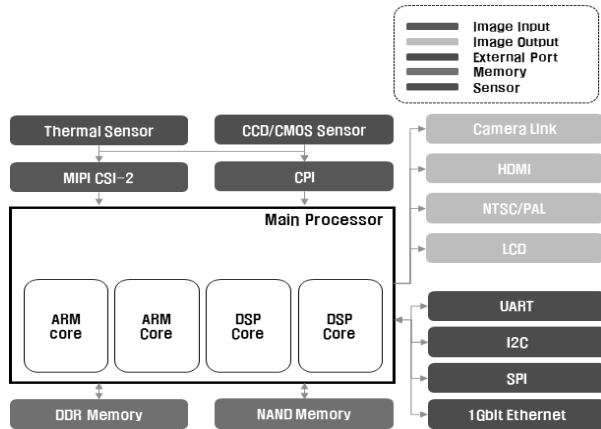 Image Input
Image Output
External Port
Memory
Sensor
Thermal Sensor
CCD/CMOS Sensor
Camera Link
MIPI CSI-2
CPI
HDMI
Main Processor
NTSC/PAL
LCD
ARM
core
ARM
Core
DSP
Core
DSP
Core
UART
I2C
SPI
DDR Memory
NAND Memory
1Gbit Ethernet